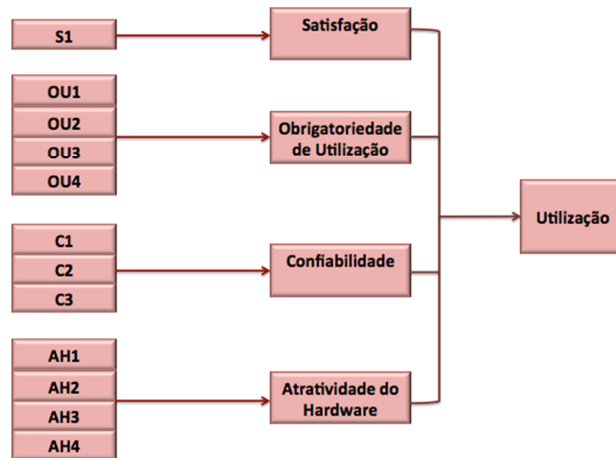 S1
Satisfação
OU1
OU2
OU3
OU4
Obrigatoriedade
de Utilização
Utilização
C1
C2
C3
Confiabilidade
AH1
AH2
AH3
AH4
Atratividade do
Hardware